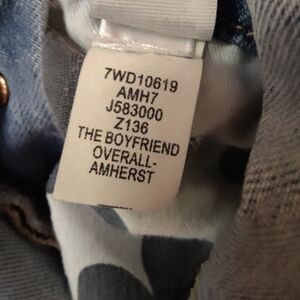 7WD10619
AMH7
J583000
Z136
THE BOYFRIEND
OVERALL-
AMHERST